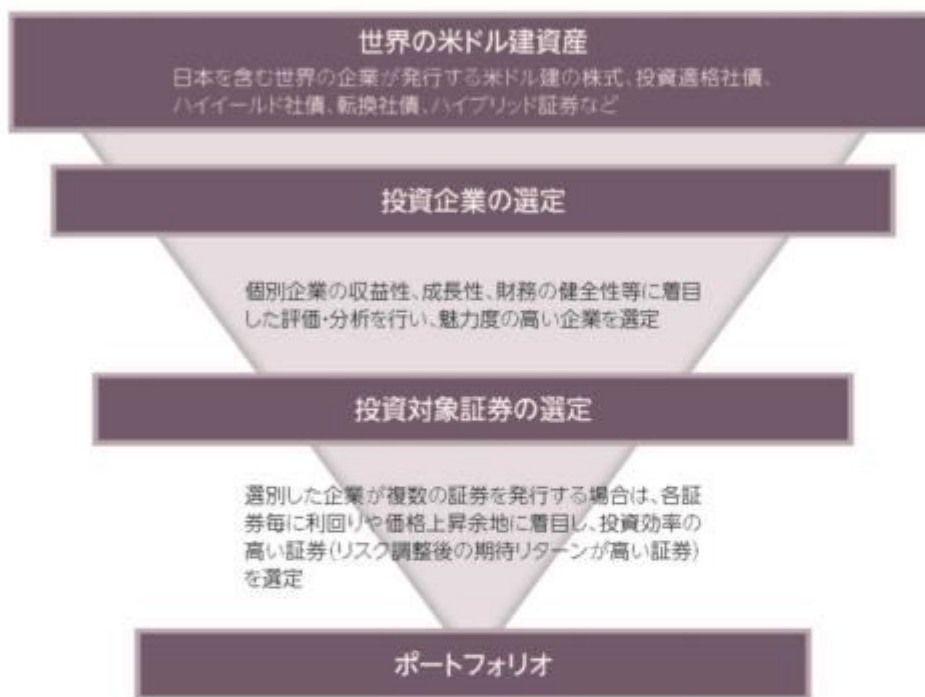 世界の米ドル建資産
日本を含む世界の企業が発行する米ドル建の株式、投資適格社債、
ハイイールド社債、転換社債、ハイブリッド証券など
投資企業の選定
個別企業の収益性、成長性、財務の健全性等に着目
した評価・分析を行い、魅力度の高い企業を選定
投資対象証券の選定
選別した企業が複数の証券を発行する場合は、各証
券毎に利回りや価格上昇余地に着目し、投資効率の
高い証券(リスク調整後の期待リターンが高い証券)
を選定
ポートフォリオ